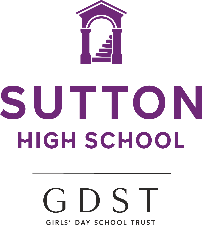 SUTTON
HIGH SCHOOL
GDST
GIRLS' DAY SCHOOL TRUST